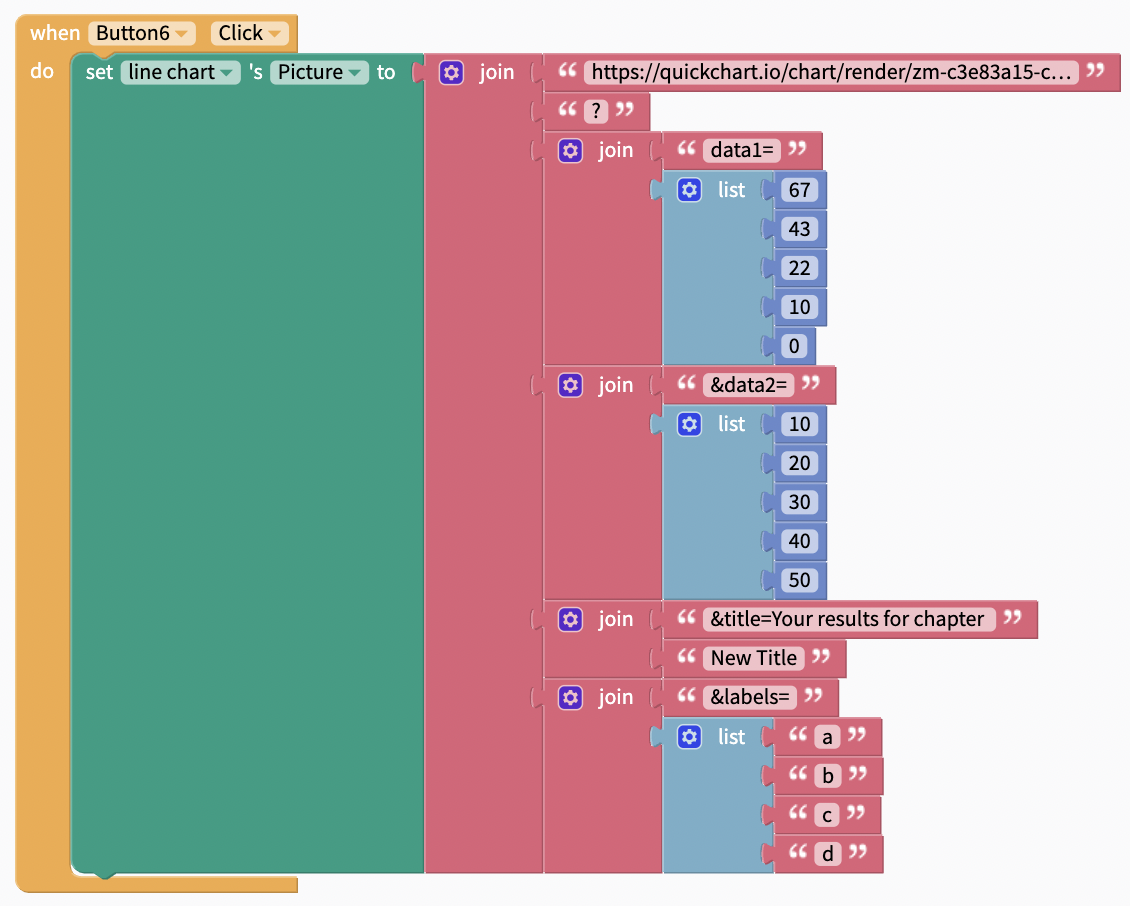 when Button6 Click
do set line chart 's Picture to join “ https://quickchart.io/chart/render/zm-c3e83a15-c… ”
“ ? ”
join “ data1= ”
list 67
43
22
10
0
join “ &data2= ”
list 10
20
30
40
50
join “ &title=Your results for chapter ”
“ New Title ”
join “ &labels= ”
list “ a ”
“ b ”
“ c ”
“ d ”